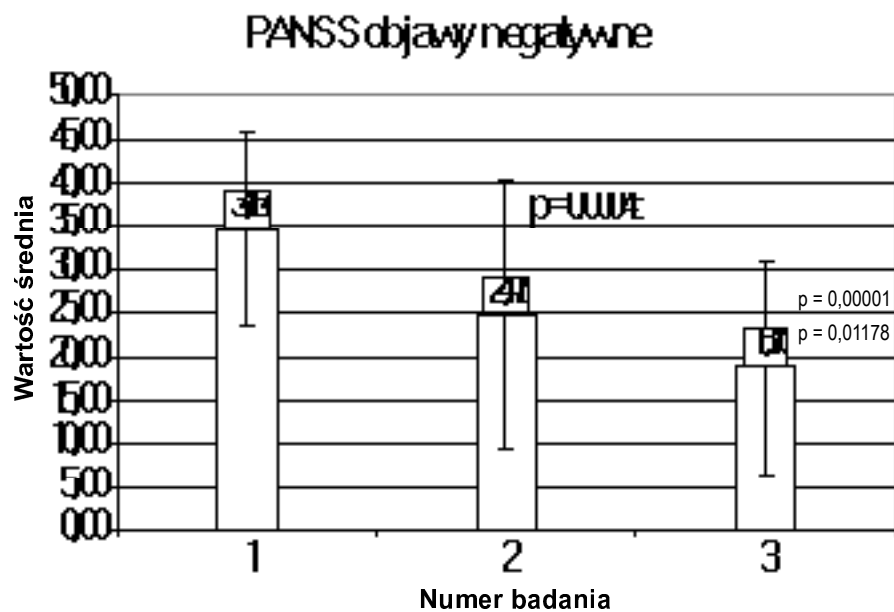 PANSS objawy negatywne
50,00
45,00
40,00
35,00
30,00
25,00
20,00
15,00
10,00
5,00
0,00
Wartość średnia
p = 0,00001
p = 0,01178
1 2 3
Numer badania